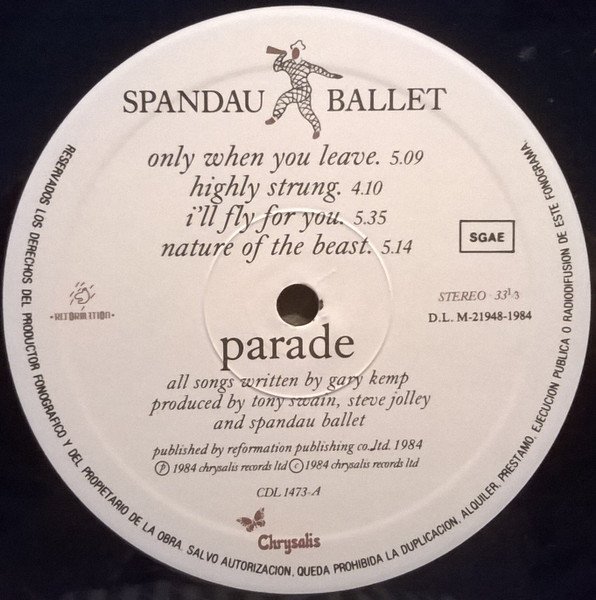 SPANDAU BALLET
only when you leave. 5.09
highly strung. 4.10
i'll fly for you. 5.35
nature of the beast. 5.14
SGAE
REFORMATION
STEREO 33⅓
D.L. M-21948-1984
parade
all songs written by gary kemp
produced by tony swain, steve jolley
and spandau ballet
published by reformation publishing co. ltd. 1984
℗ 1984 chrysalis records ltd © 1984 chrysalis records ltd
CDL 1473-A
Chrysalis
RESERVADOS LOS DERECHOS DEL PRODUCTOR FONOGRAFICO Y DEL PROPIETARIO DE LA OBRA. SALVO AUTORIZACION, QUEDA PROHIBIDA LA DUPLICACION, ALQUILER, PRESTAMO, EJECUCION PUBLICA O RADIODIFUSION DE ESTE FONOGRAMA.